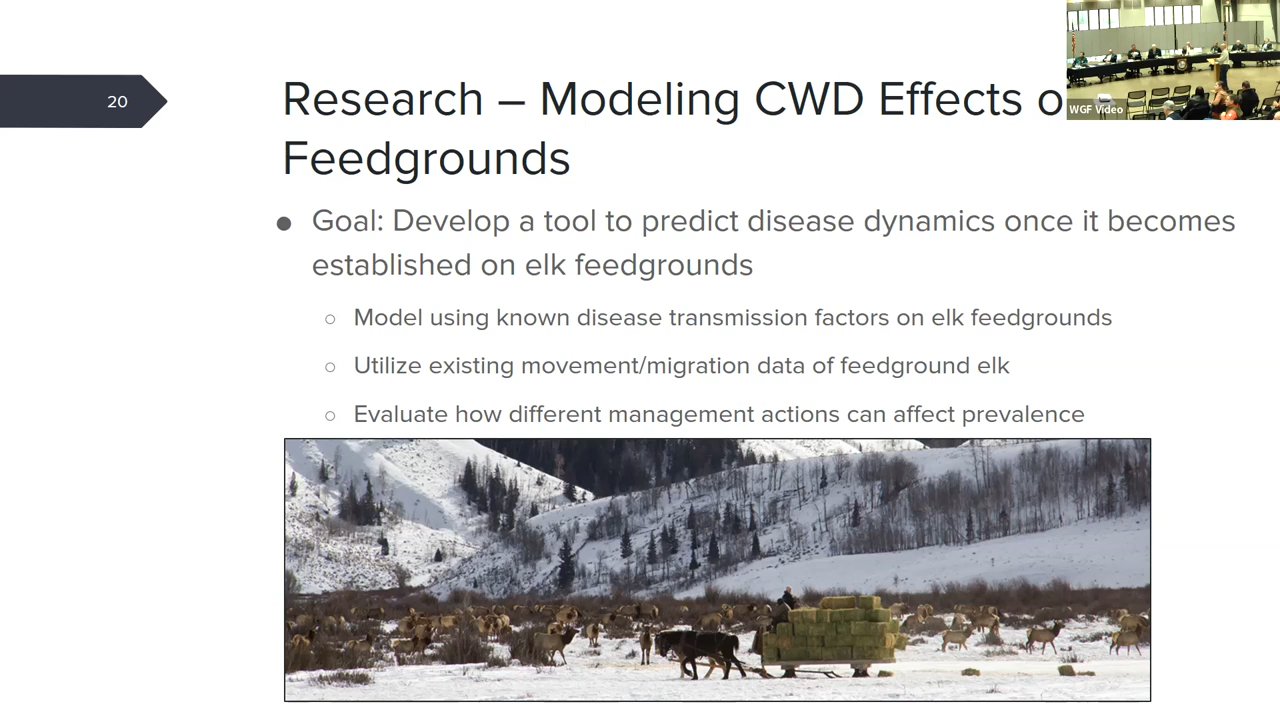 20
Research – Modeling CWD Effects o
Feedgrounds
● Goal: Develop a tool to predict disease dynamics once it becomes
established on elk feedgrounds
○ Model using known disease transmission factors on elk feedgrounds
○ Utilize existing movement/migration data of feedground elk
○ Evaluate how different management actions can affect prevalence
WGF Video